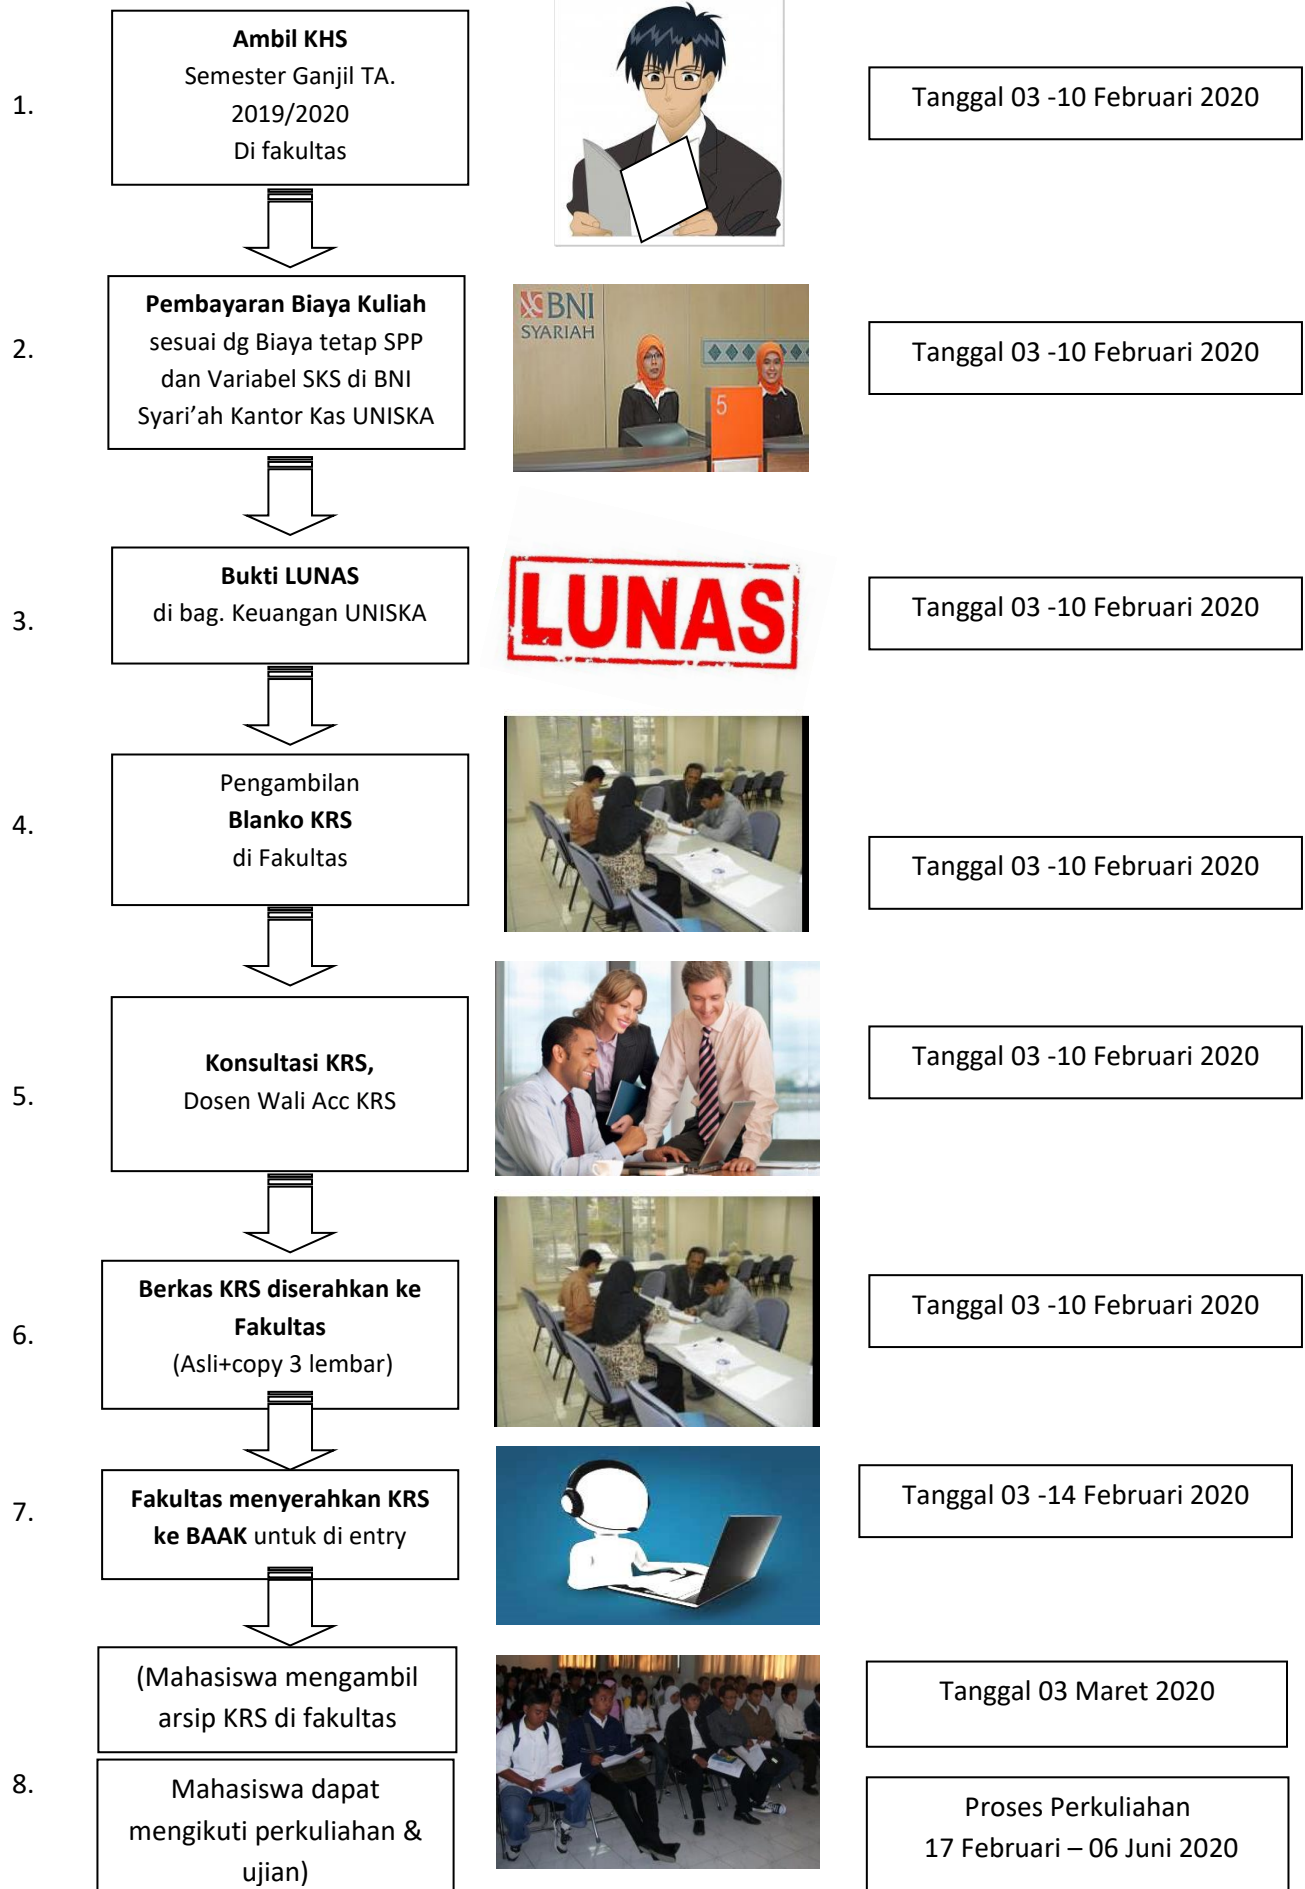 1.
Ambil KHS
Semester Ganjil TA.
2019/2020
Di fakultas
Tanggal 03 -10 Februari 2020
2.
Pembayaran Biaya Kuliah
sesuai dg Biaya tetap SPP
dan Variabel SKS di BNI
Syari’ah Kantor Kas UNISKA
BNI
SYARIAH
5
Tanggal 03 -10 Februari 2020
3.
Bukti LUNAS
di bag. Keuangan UNISKA
LUNAS
Tanggal 03 -10 Februari 2020
4.
Pengambilan
Blanko KRS
di Fakultas
Tanggal 03 -10 Februari 2020
5.
Konsultasi KRS,
Dosen Wali Acc KRS
Tanggal 03 -10 Februari 2020
6.
Berkas KRS diserahkan ke
Fakultas
(Asli+copy 3 lembar)
Tanggal 03 -10 Februari 2020
7.
Fakultas menyerahkan KRS
ke BAAK untuk di entry
Tanggal 03 -14 Februari 2020
(Mahasiswa mengambil
arsip KRS di fakultas
Tanggal 03 Maret 2020
8.
Mahasiswa dapat
mengikuti perkuliahan &
ujian)
Proses Perkuliahan
17 Februari – 06 Juni 2020